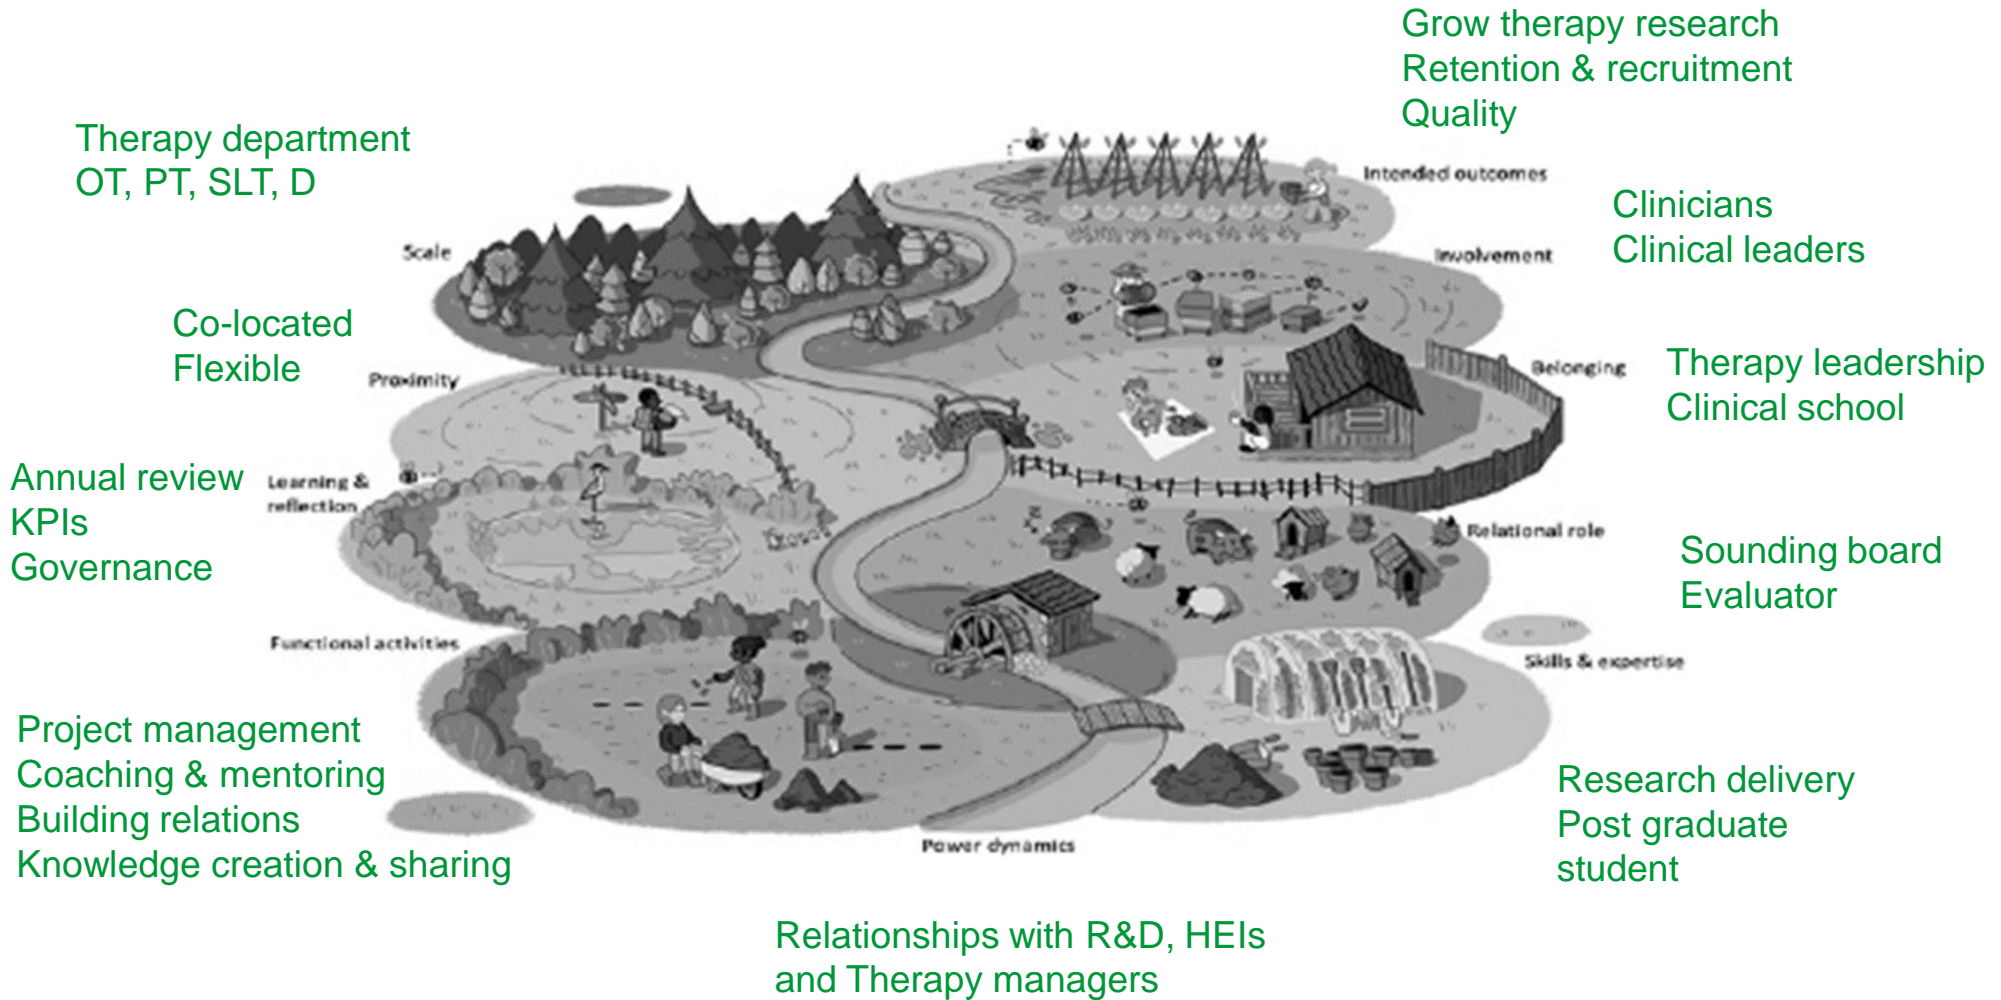 Grow therapy research
Retention & recruitment
Quality
Therapy department
OT, PT, SLT, D
Intended outcomes
Clinicians
Clinical leaders
Scale
Involvement
Co-located
Flexible
Proximity
Belonging
Therapy leadership
Clinical school
Annual review
KPIs
Governance
Learning &
reflection
Relational role
Sounding board
Evaluator
Functional activities
Skills & expertise
Project management
Coaching & mentoring
Building relations
Knowledge creation & sharing
Research delivery
Post graduate
student
Power dynamics
Relationships with R&D, HEIs
and Therapy managers